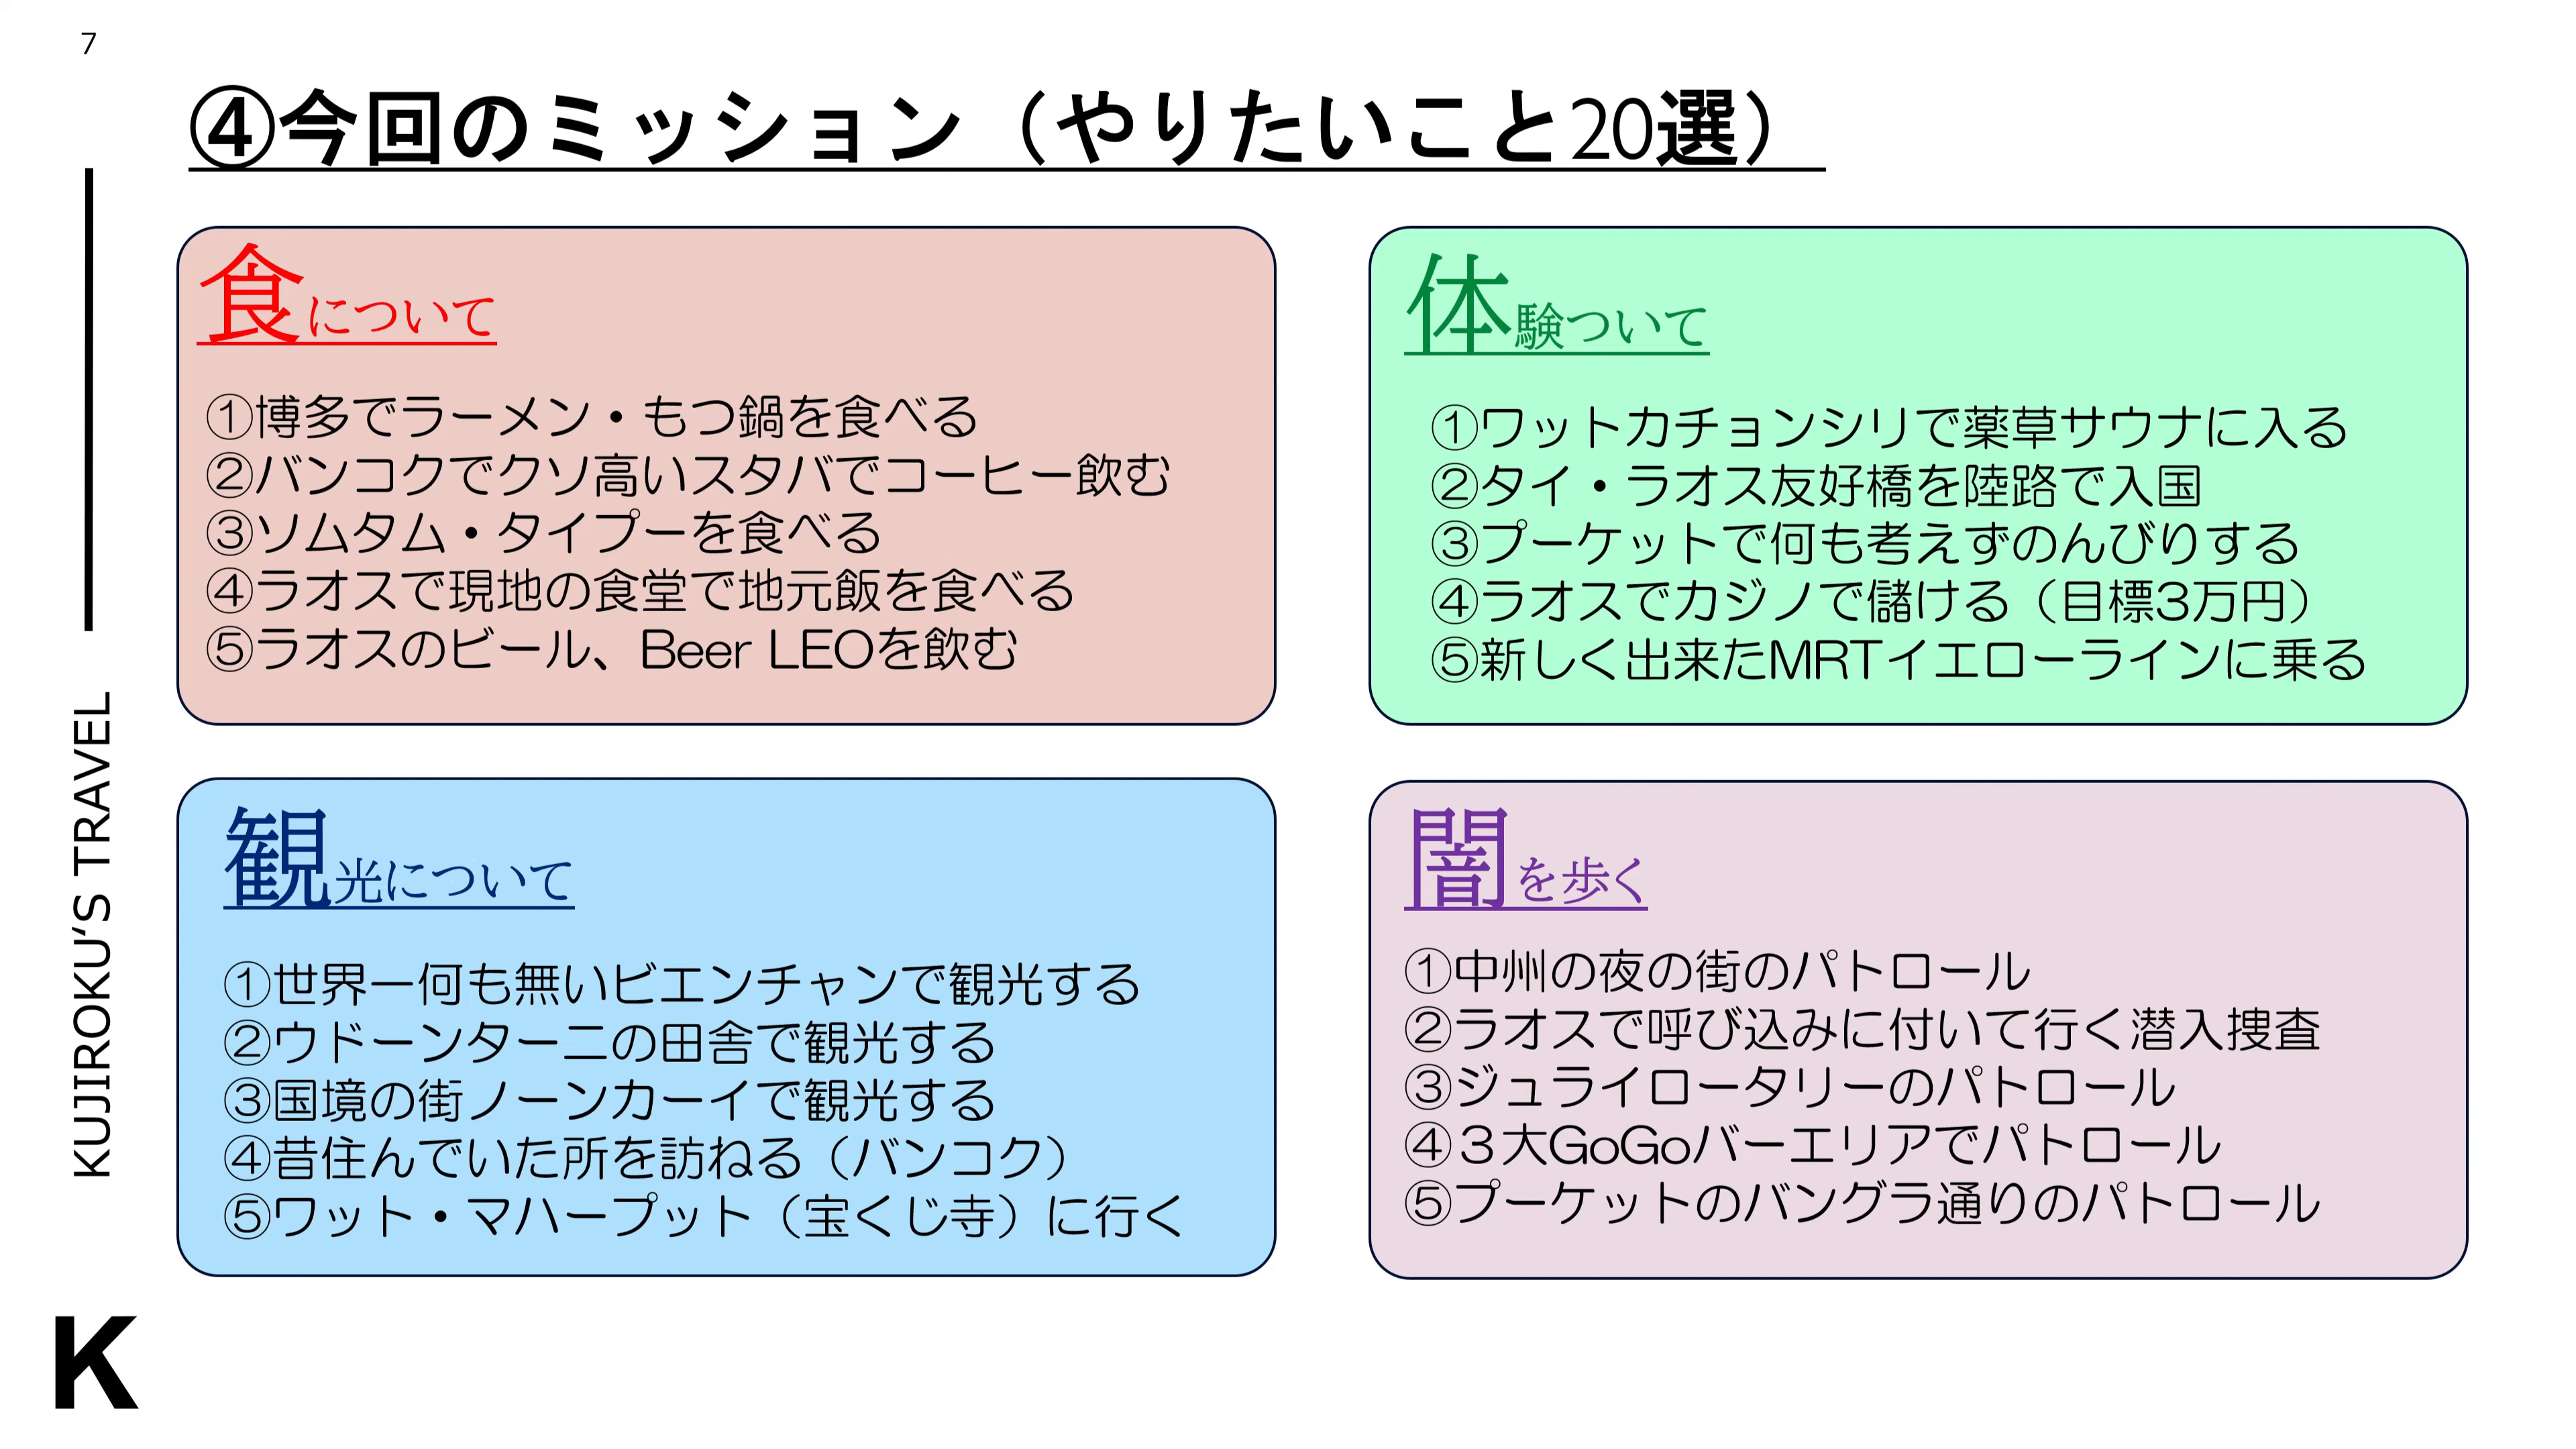 7
④今回のミッション（やりたいこと20選）
食について
①博多でラーメン・もつ鍋を食べる
②バンコクでクソ高いスタバでコーヒー飲む
③ソムタム・タイプーを食べる
④ラオスで現地の食堂で地元飯を食べる
⑤ラオスのビール、Beer LEOを飲む
体験ついて
①ワットカチョンシリで薬草サウナに入る
②タイ・ラオス友好橋を陸路で入国
③プーケットで何も考えずのんびりする
④ラオスでカジノで儲ける（目標3万円）
⑤新しく出来たMRTイエローラインに乗る
観光について
①世界一何も無いビエンチャンで観光する
②ウドーンターニの田舎で観光する
③国境の街ノーンカーイで観光する
④昔住んでいた所を訪ねる（バンコク）
⑤ワット・マハープット（宝くじ寺）に行く
闇を歩く
①中州の夜の街のパトロール
②ラオスで呼び込みに付いて行く潜入捜査
③ジュライロータリーのパトロール
④３大GoGoバーエリアでパトロール
⑤プーケットのバングラ通りのパトロール
KUJIROKU‘S TRAVEL
K